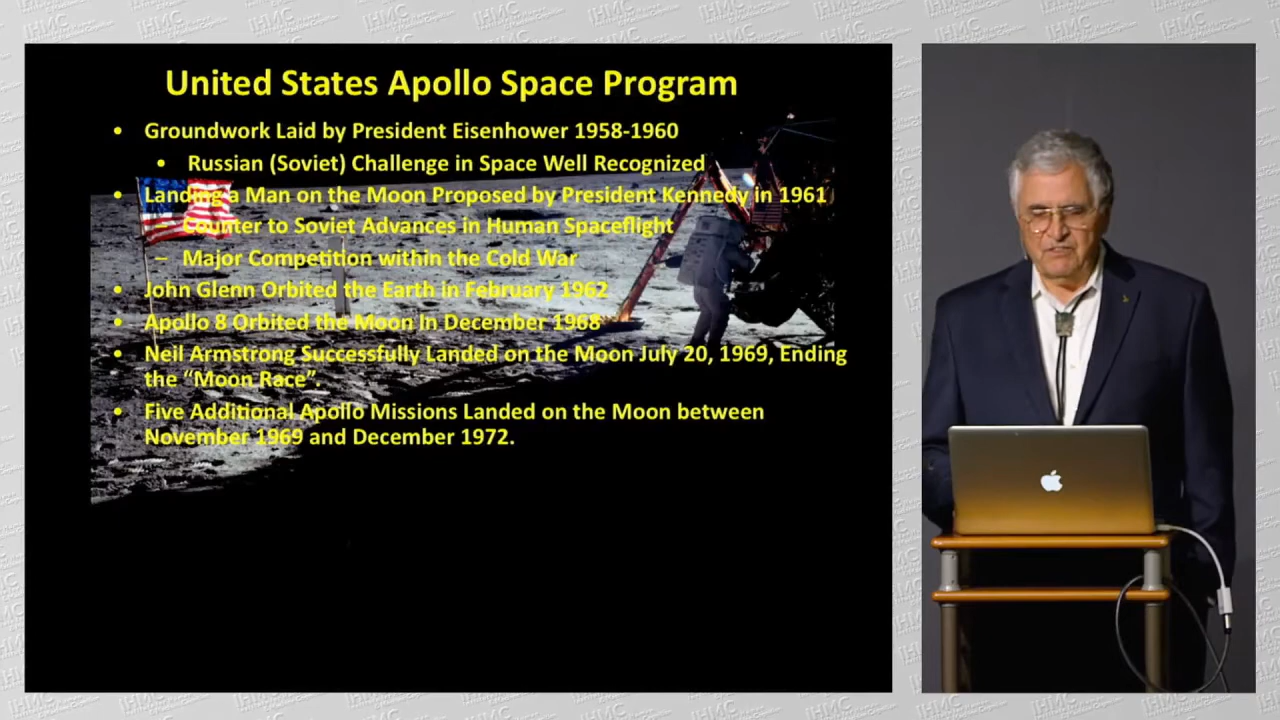 United States Apollo Space Program
• Groundwork Laid by President Eisenhower 1958-1960
• Russian (Soviet) Challenge in Space Well Recognized
• Landing a Man on the Moon Proposed by President Kennedy in 1961
– Counter to Soviet Advances in Human Spaceflight
– Major Competition within the Cold War
• John Glenn Orbited the Earth in February 1962
• Apollo 8 Orbited the Moon In December 1968
• Neil Armstrong Successfully Landed on the Moon July 20, 1969, Ending
the “Moon Race”.
• Five Additional Apollo Missions Landed on the Moon between
November 1969 and December 1972.
IHMC